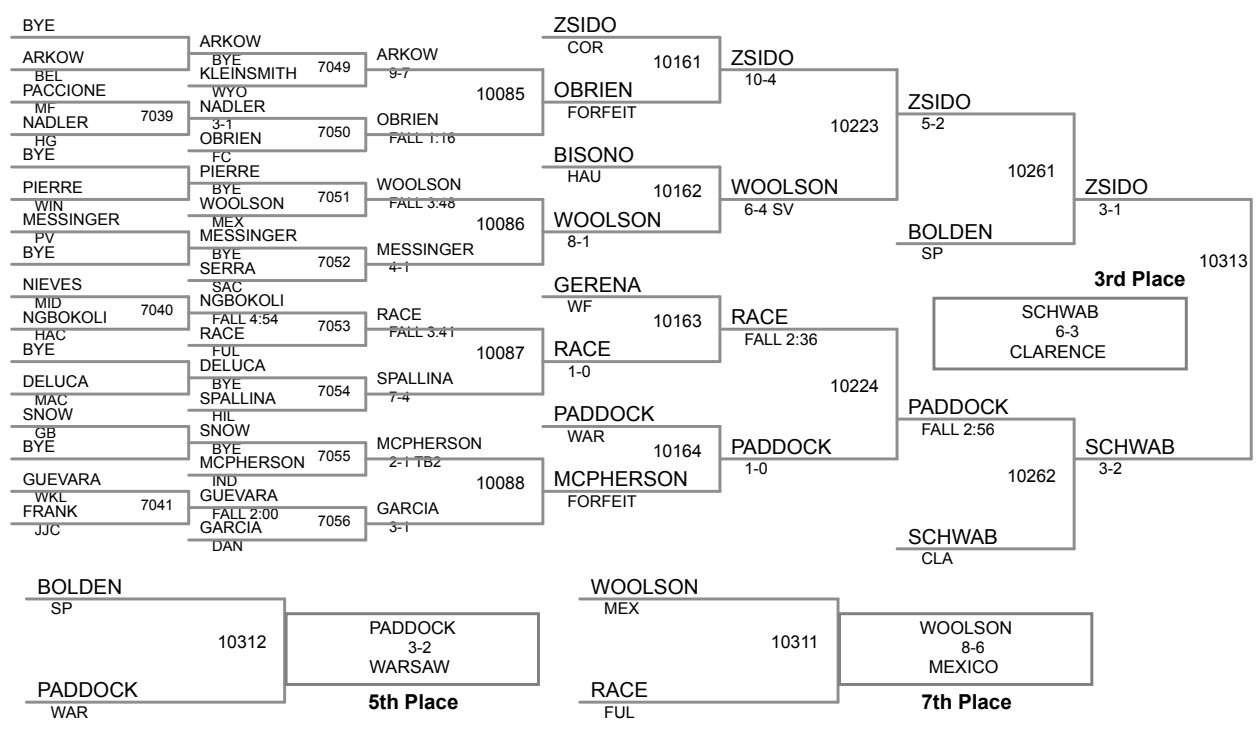 BYE
ARKOW
BEL
PACCIONE
MF
NADLER
HG
7039
BYE
PIERRE
WIN
MESSINGER
PV
BYE
NIEVES
MID
NGBOKOLI
HAC
7040
BYE
DELUCA
MAC
SNOW
GB
BYE
GUEVARA
WKL
FRANK
JJC
7041
ARKOW
BYE
KLEINSMITH
WYO
7049
NADLER
3-1
OBRIEN
FC
7050
PIERRE
BYE
WOOLSON
MEX
7051
MESSINGER
BYE
SERRA
SAC
7052
NGBOKOLI
FALL 4:54
RACE
FUL
7053
DELUCA
BYE
SPALLINA
HIL
7054
SNOW
BYE
MCPHERSON
IND
7055
GUEVARA
FALL 2:00
GARCIA
DAN
7056
ARKOW
9-7
10085
OBRIEN
FALL 1:16
WOOLSON
FALL 3:48
10086
MESSINGER
4-1
RACE
FALL 3:41
10087
SPALLINA
7-4
MCPHERSON
2-1 TB2
10088
GARCIA
3-1
ZSIDO
COR
10161
OBRIEN
FORFEIT
BISONO
HAU
10162
WOOLSON
8-1
GERENA
WF
10163
RACE
1-0
PADDOCK
WAR
10164
MCPHERSON
FORFEIT
ZSIDO
10-4
10223
WOOLSON
6-4 SV
RACE
FALL 2:36
10224
PADDOCK
1-0
ZSIDO
5-2
10261
BOLDEN
SP
PADDOCK
FALL 2:56
10262
SCHWAB
CLA
ZSIDO
3-1
10313
SCHWAB
3-2
3rd Place
SCHWAB
6-3
CLARENCE
BOLDEN
SP
10312
PADDOCK
WAR
PADDOCK
3-2
WARSAW
5th Place
WOOLSON
MEX
10311
RACE
FUL
WOOLSON
8-6
MEXICO
7th Place